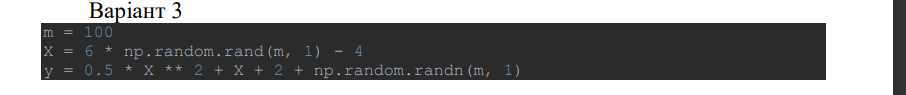 Варіант 3
m = 100
X = 6 * np.random.rand(m, 1) - 4
y = 0.5 * X ** 2 + X + 2 + np.random.randn(m, 1)